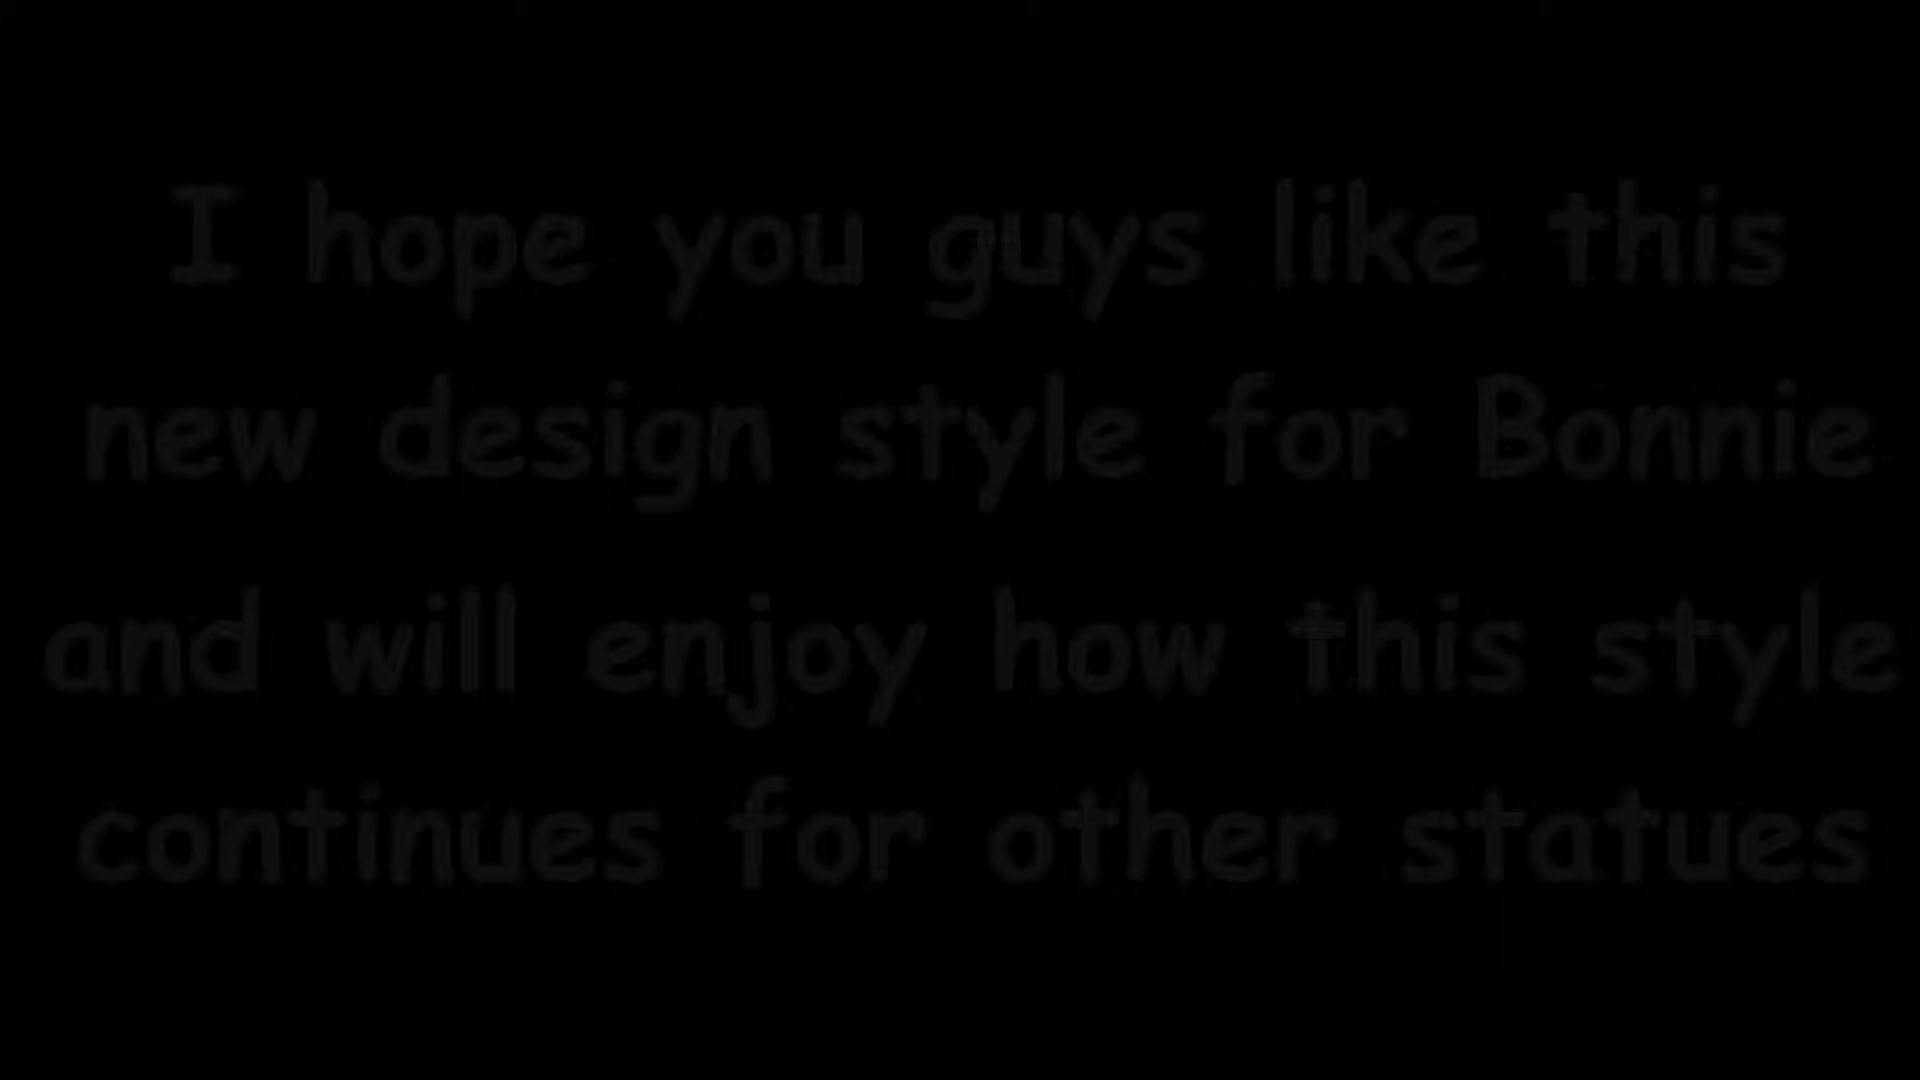 I hope you guys like this
new design style for Bonnie
and will enjoy how this style
continues for other statues